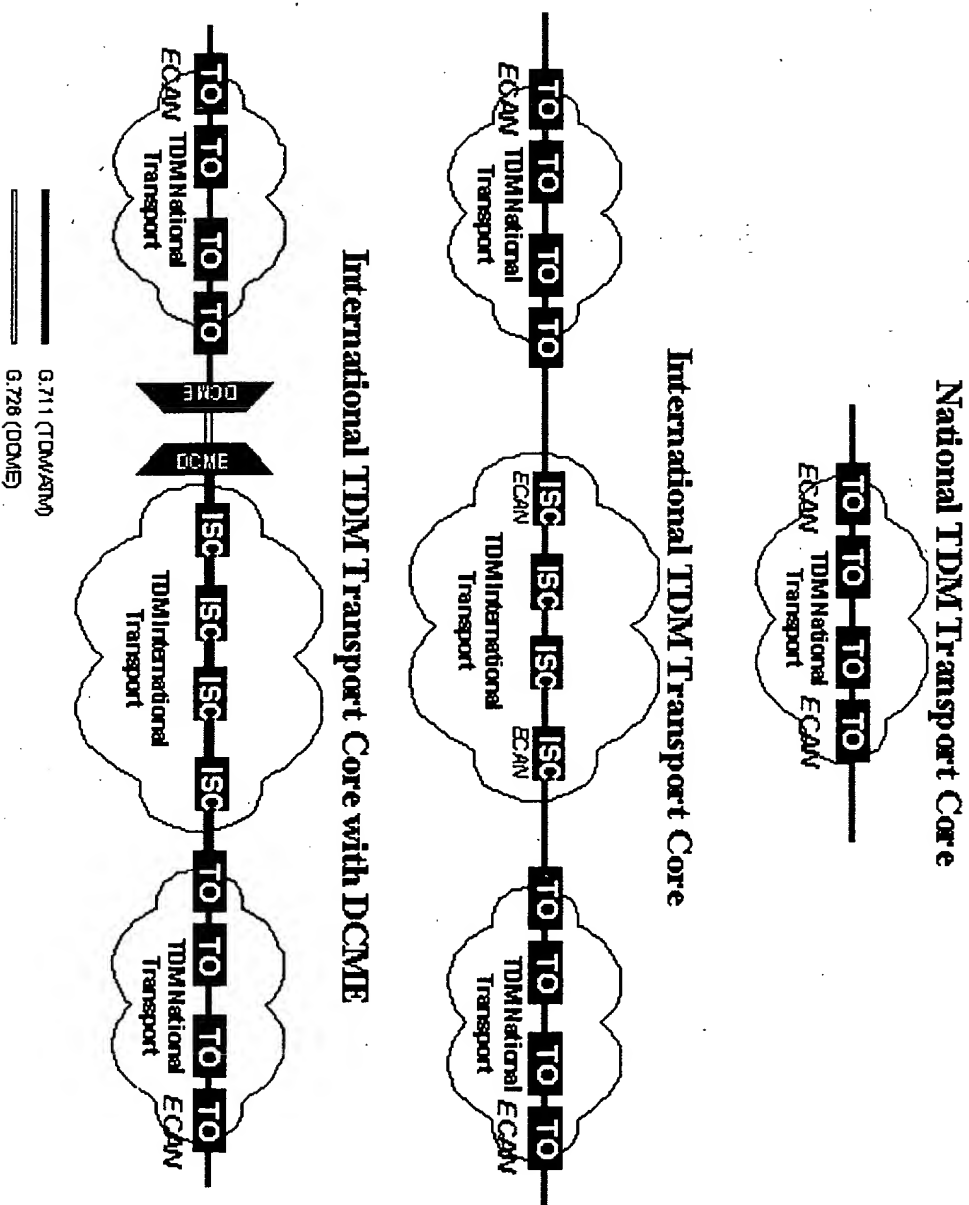 National TDM Transport Core
TO TO TO TO
ECAN TDM National ECAN
Transport
International TDM Transport Core
TO TO TO TO ISC ISC ISC ISC TO TO TO TO
ECAN TDM National ECAN TDM International ECAN TDM National ECAN
Transport Transport Transport
International TDM Transport Core with DCME
TO TO TO TO DCME DCME ISC ISC ISC ISC TO TO TO TO
ECAN TDM National TDM International TDM National ECAN
Transport Transport Transport
G.711 (TDM/ATM)
G.728 (DCME)